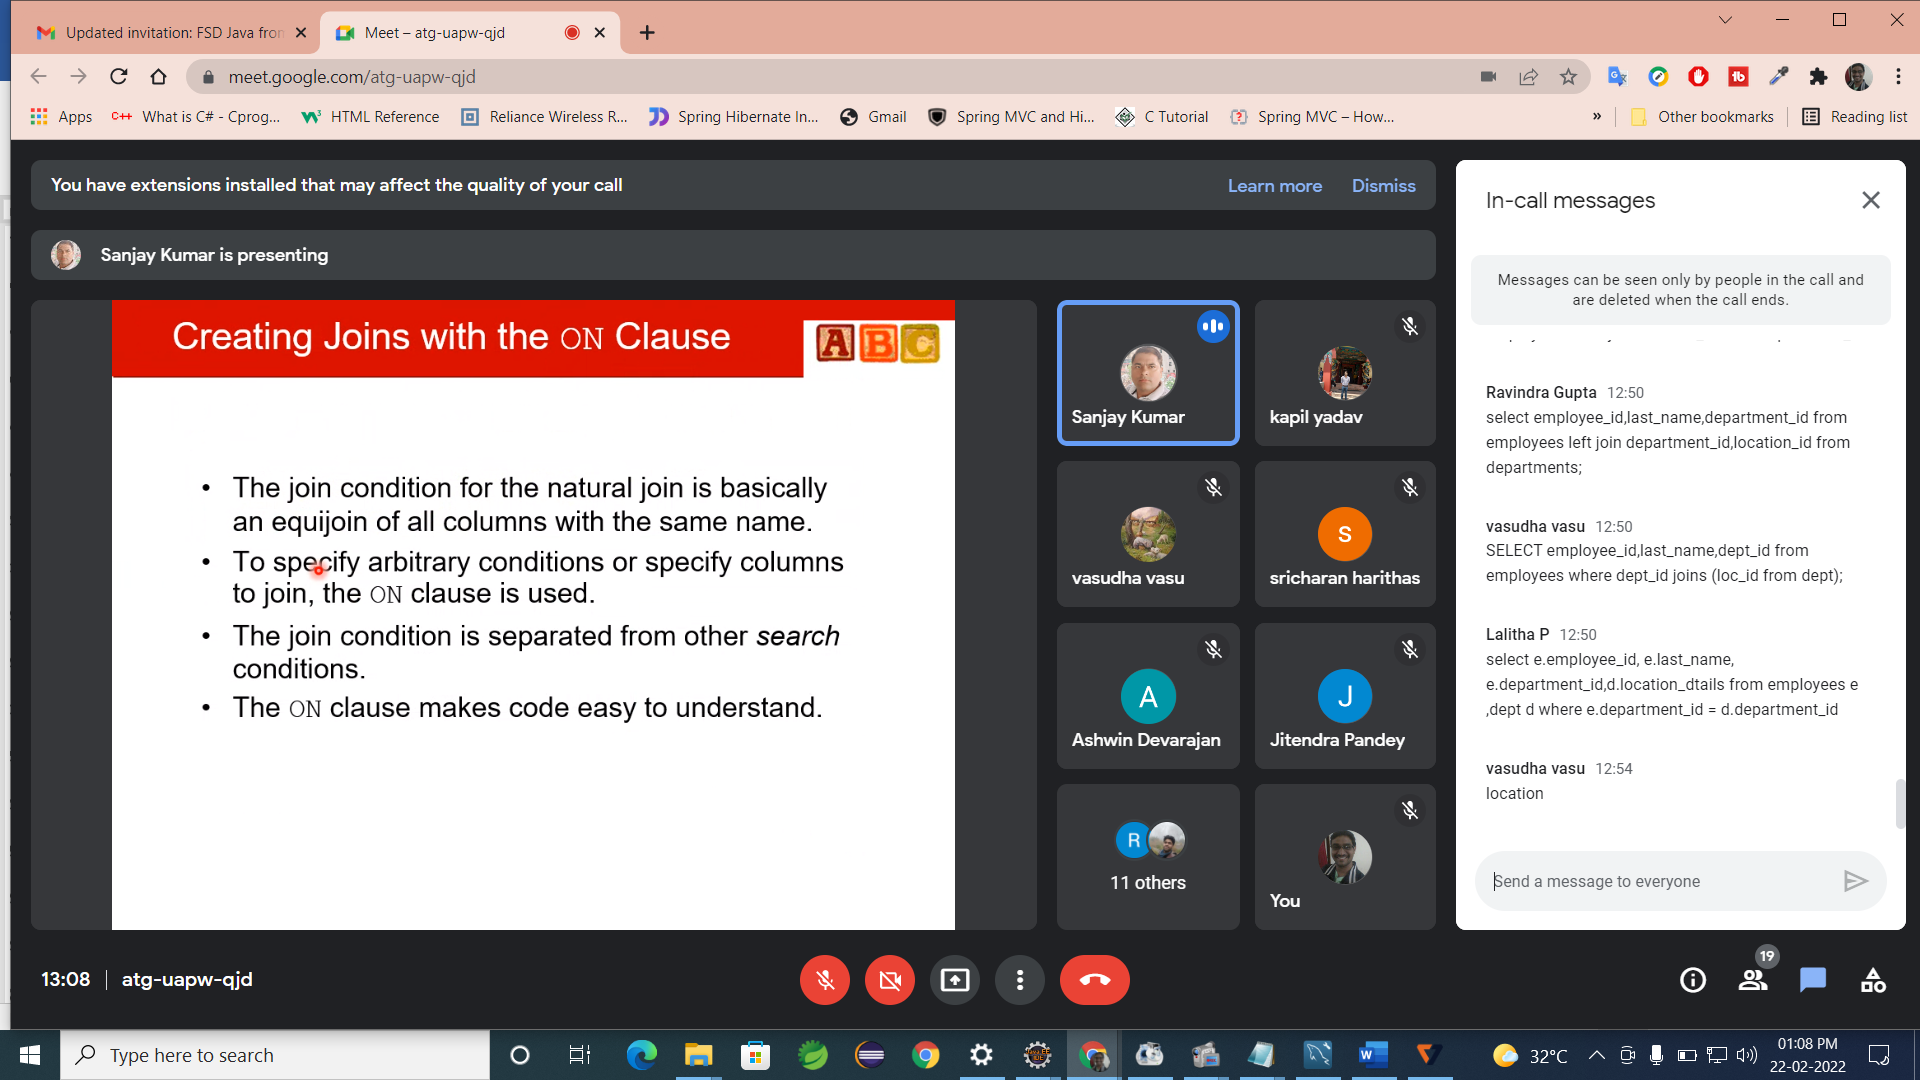 Updated invitation: FSD Java fron
Meet – atg-uapw-qjd
meet.google.com/atg-uapw-qjd
Apps
What is C# - Cprog...
HTML Reference
Reliance Wireless R...
Spring Hibernate In...
Gmail
Spring MVC and Hi...
C Tutorial
Spring MVC – How...
»
Other bookmarks
Reading list
You have extensions installed that may affect the quality of your call
Learn more
Dismiss
Sanjay Kumar is presenting
Creating Joins with the ON Clause
ABC
• The join condition for the natural join is basically
an equijoin of all columns with the same name.
• To specify arbitrary conditions or specify columns
to join, the ON clause is used.
• The join condition is separated from other search
conditions.
• The ON clause makes code easy to understand.
Sanjay Kumar
kapil yadav
vasudha vasu
s
sricharan harithas
A
Ashwin Devarajan
J
Jitendra Pandey
R
11 others
You
In-call messages
Messages can be seen only by people in the call and
are deleted when the call ends.
Ravindra Gupta 12:50
select employee_id,last_name,department_id from
employees left join department_id,location_id from
departments;
vasudha vasu 12:50
SELECT employee_id,last_name,dept_id from
employees where dept_id joins (loc_id from dept);
Lalitha P 12:50
select e.employee_id, e.last_name,
e.department_id,d.location_dtails from employees e
,dept d where e.department_id = d.department_id
vasudha vasu 12:54
location
Send a message to everyone
13:08
atg-uapw-qjd
19
Type here to search
32°C
01:08 PM
22-02-2022